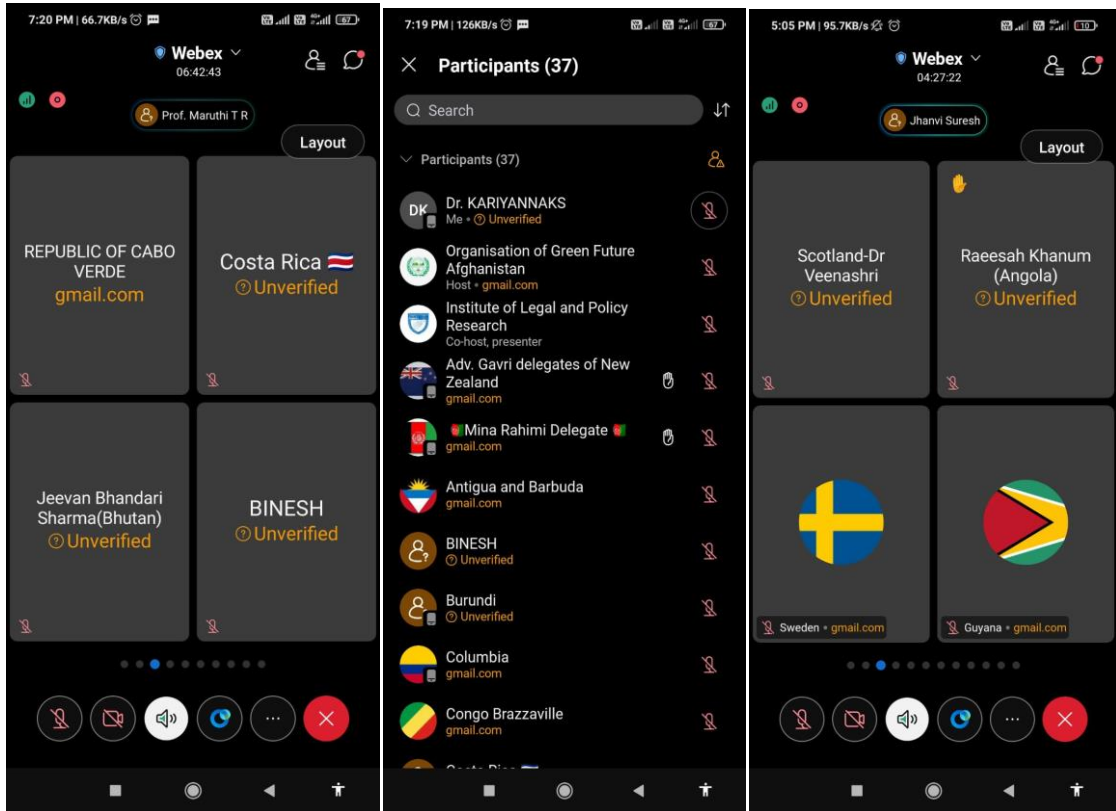 7:20 PM | 66.7KB/s
4G+
67
Webex
06:42:43
Prof. Maruthi T R
Layout
REPUBLIC OF CABO
VERDE
gmail.com
Costa Rica 🇨🇷
Unverified
Jeevan Bhandari
Sharma(Bhutan)
Unverified
BINESH
Unverified
7:19 PM | 126KB/s
4G+
67
Participants (37)
Search
Participants (37)
DK
Dr. KARIYANNAKS
Me • Unverified
Organisation of Green Future
Afghanistan
Host • gmail.com
Institute of Legal and Policy
Research
Co-host, presenter
Adv. Gavri delegates of New
Zealand
gmail.com
🇦🇫Mina Rahimi Delegate 🇦🇫
gmail.com
Antigua and Barbuda
gmail.com
BINESH
Unverified
Burundi
Unverified
Columbia
gmail.com
Congo Brazzaville
gmail.com
Costa Rica 🇨🇷
5:05 PM | 95.7KB/s
4G+
10
Webex
04:27:22
Jhanvi Suresh
Layout
Scotland-Dr
Veenashri
Unverified
Raeesah Khanum
(Angola)
Unverified
Sweden • gmail.com
Guyana • gmail.com